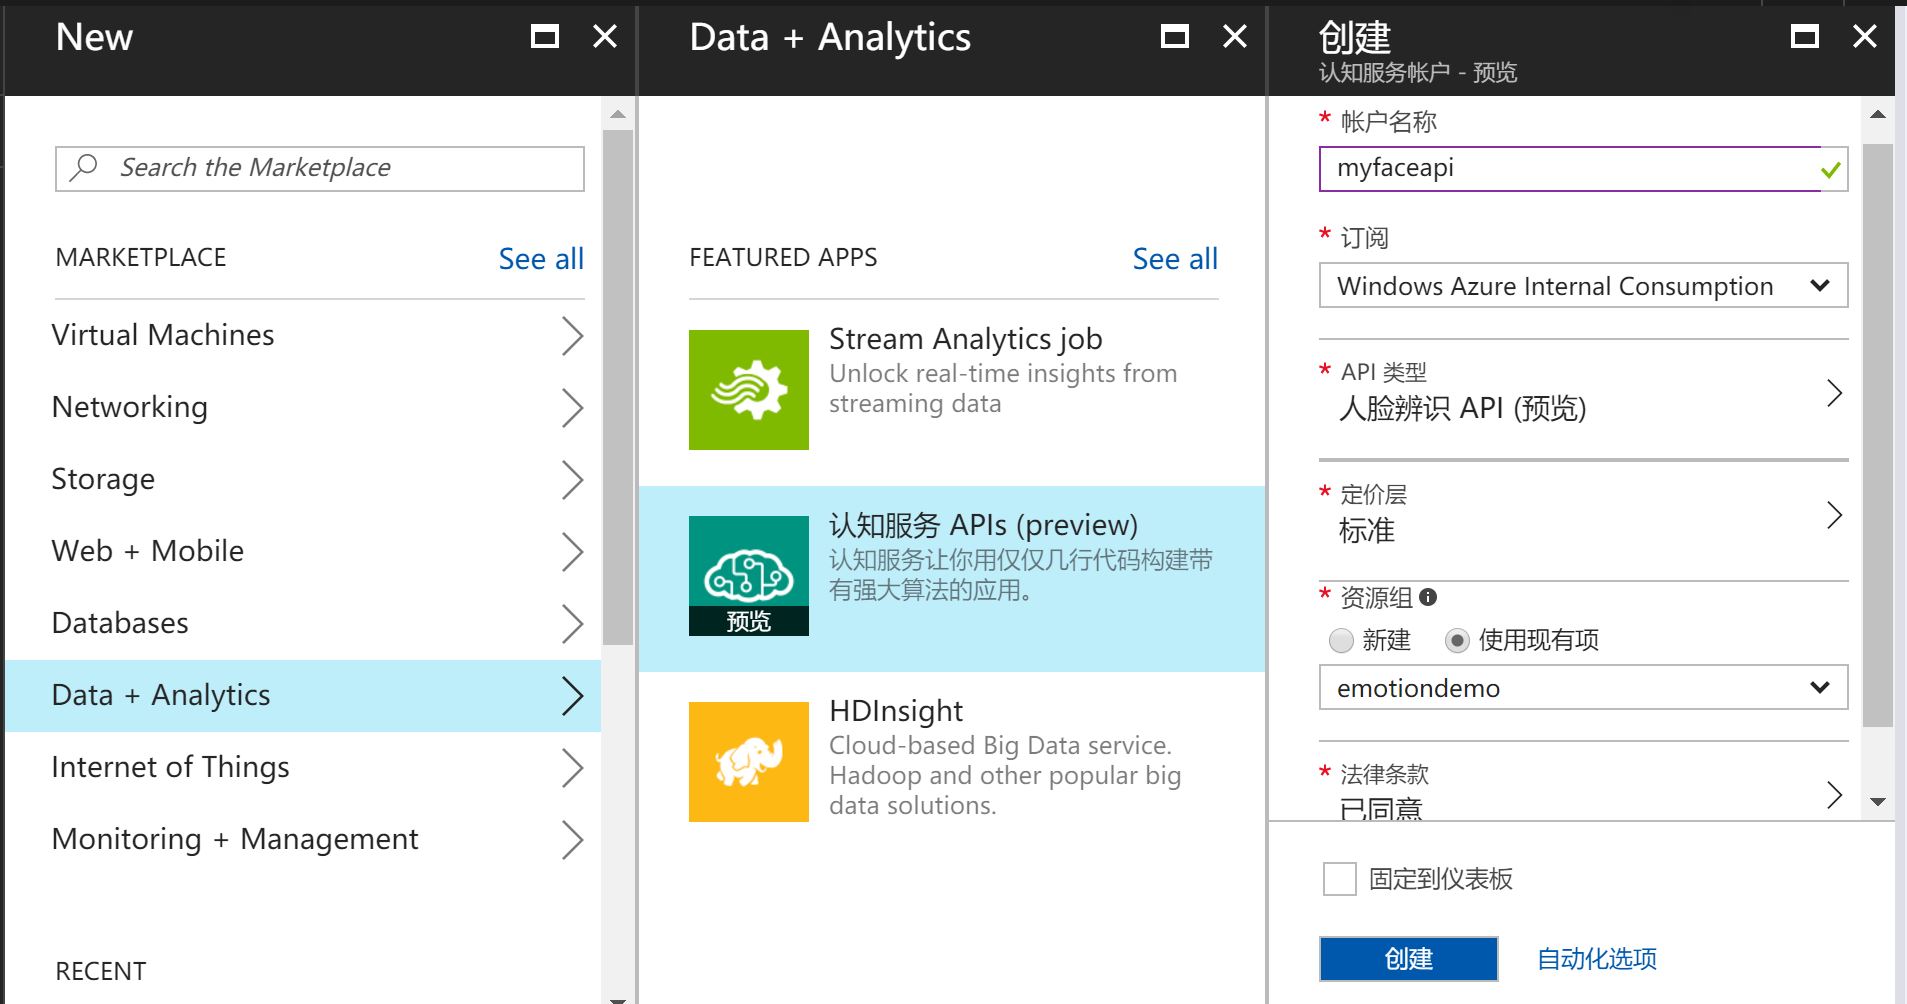 New
Search the Marketplace
MARKETPLACE
See all
Virtual Machines
Networking
Storage
Web + Mobile
Databases
Data + Analytics
Internet of Things
Monitoring + Management
RECENT
Data + Analytics
FEATURED APPS
See all
Stream Analytics job
Unlock real-time insights from
streaming data
认知服务 APIs (preview)
认知服务让你用仅仅几行代码构建带
有强大算法的应用。
预览
HDInsight
Cloud-based Big Data service.
Hadoop and other popular big
data solutions.
创建
认知服务帐户 - 预览
* 帐户名称
myfaceapi
* 订阅
Windows Azure Internal Consumption
* API 类型
人脸辨识 API (预览)
* 定价层
标准
* 资源组
新建 使用现有项
emotiondemo
* 法律条款
已同意
固定到仪表板
创建
自动化选项